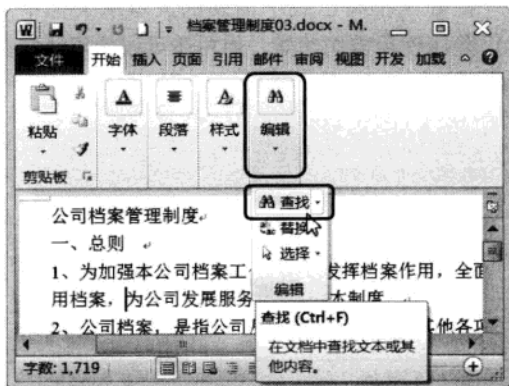 档案管理制度03.docx - M.
文件 开始 插入 页面 引用 邮件 审阅 视图 开发 加载
粘贴 字体 段落 样式 编辑
剪贴板
查找
替换
选择
编辑
公司档案管理制度
一、总则
1、为加强本公司档案工 发挥档案作用，全面
用档案，为公司发展服务 本制度
2、公司档案，是指公司 其他各项
查找 (Ctrl+F)
在文档中查找文本或其
他内容。
字数: 1,719